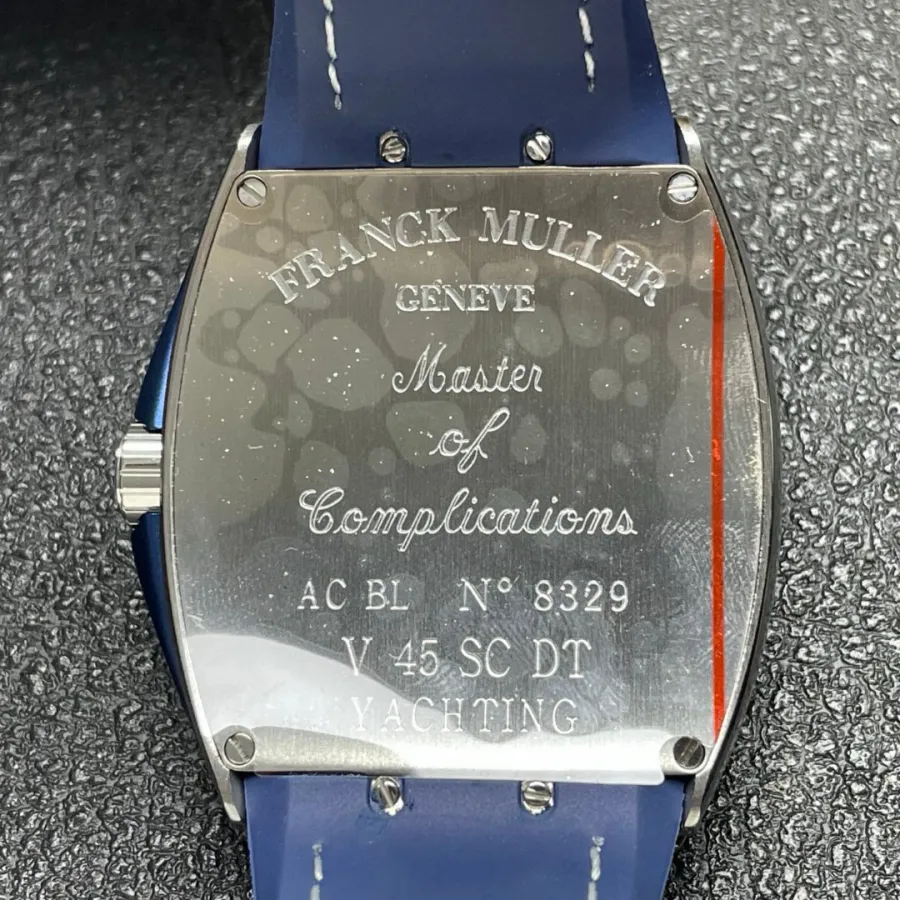 FRANCK MULLER
GENEVE
Master
of
Complications
AC BL N° 8329
V 45 SC DT
YACHTING